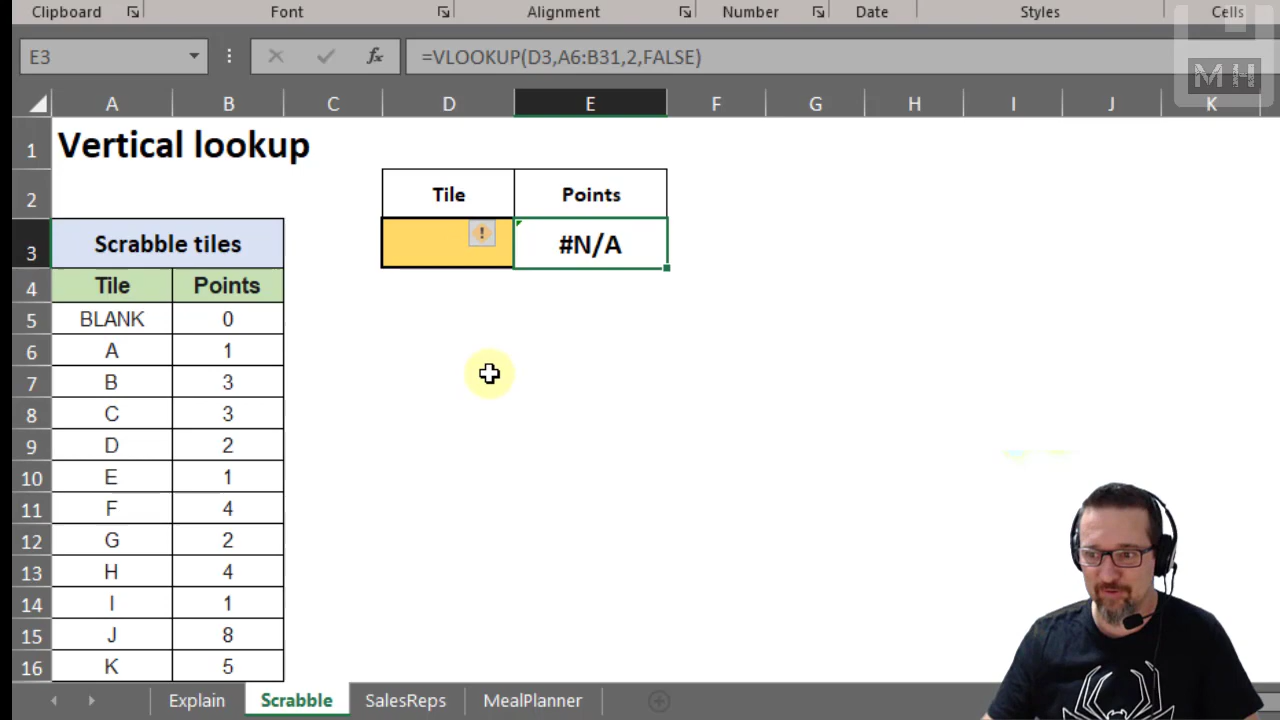 Clipboard Font Alignment Number Date Styles Cells
MH
E3 fx =VLOOKUP(D3,A6:B31,2,FALSE)
A B C D E F G H I J K
1 Vertical lookup
2 Tile Points
3 Scrabble tiles ! #N/A
4 Tile Points
5 BLANK 0
6 A 1
7 B 3
8 C 3
9 D 2
10 E 1
11 F 4
12 G 2
13 H 4
14 I 1
15 J 8
16 K 5
Explain Scrabble SalesReps MealPlanner